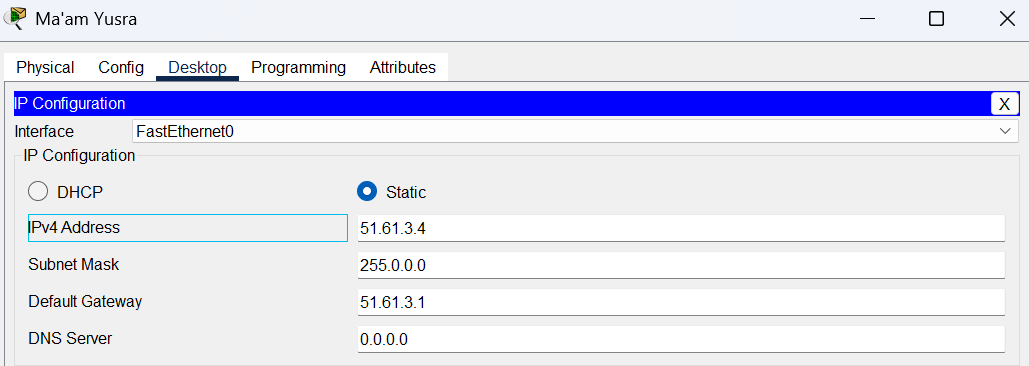 Ma'am Yusra
Physical Config Desktop Programming Attributes
IP Configuration X
Interface FastEthernet0
IP Configuration
DHCP Static
IPv4 Address 51.61.3.4
Subnet Mask 255.0.0.0
Default Gateway 51.61.3.1
DNS Server 0.0.0.0